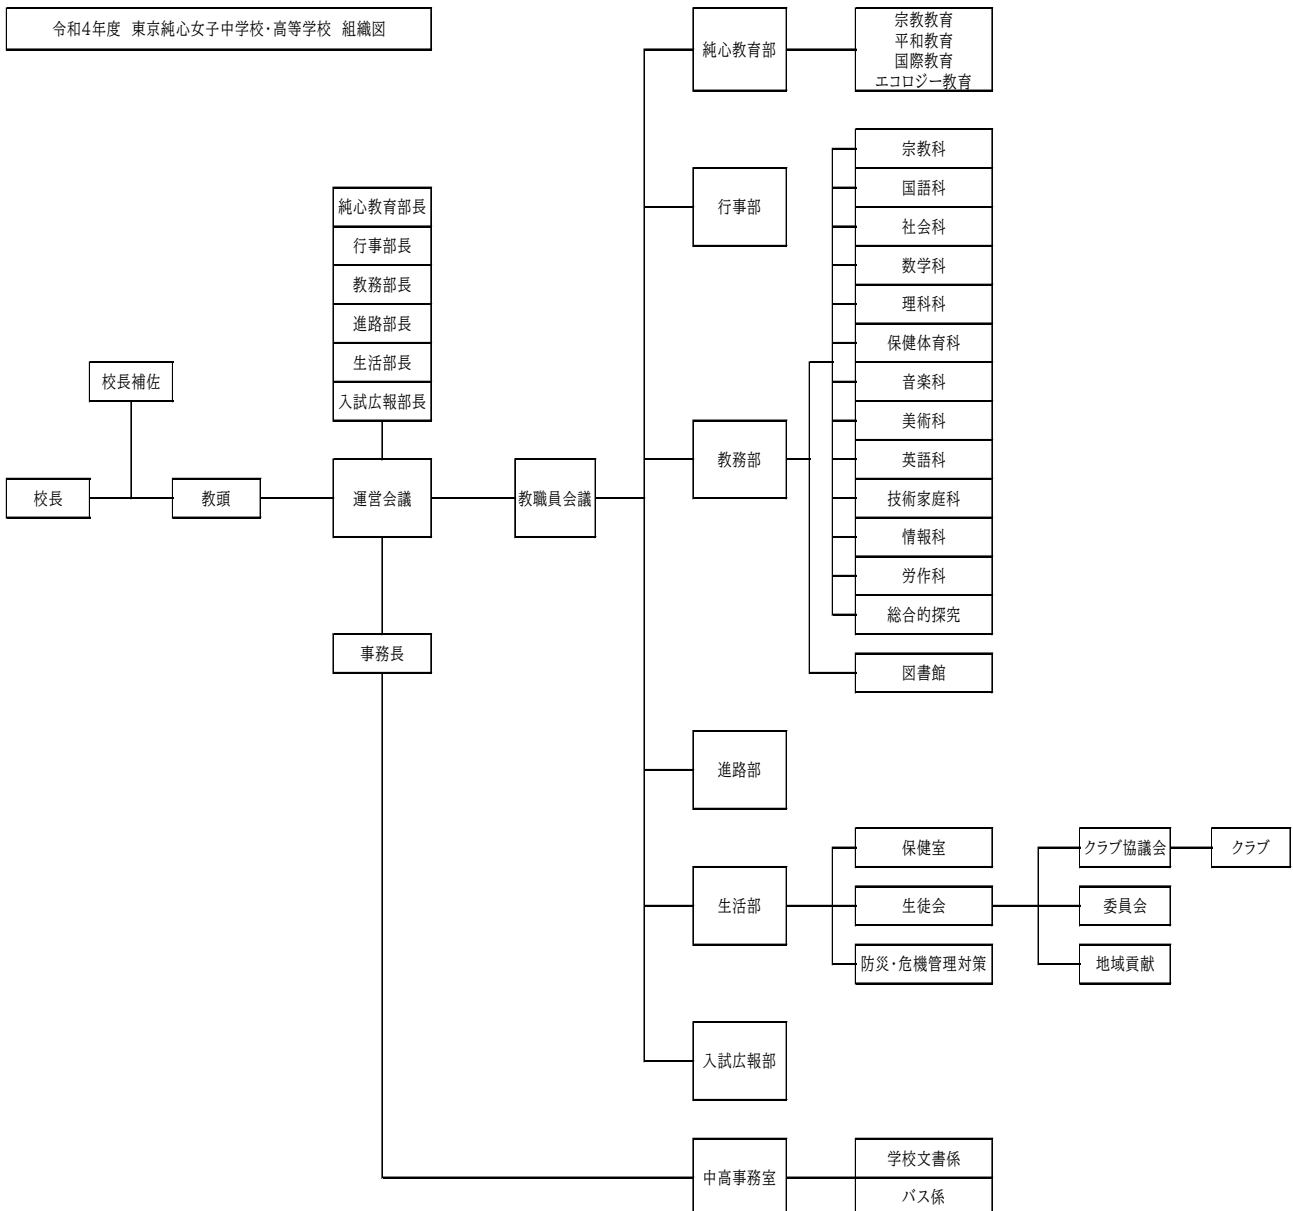 令和4年度 東京純心女子中学校・高等学校 組織図
純心教育部
宗教教育
平和教育
国際教育
エコロジー教育
行事部
純心教育部長
行事部長
教務部長
進路部長
生活部長
入試広報部長
校長補佐
校長
教頭
運営会議
教職員会議
事務長
教務部
宗教科
国語科
社会科
数学科
理科科
保健体育科
音楽科
美術科
英語科
技術家庭科
情報科
労作科
総合的探究
図書館
進路部
生活部
保健室
生徒会
防災・危機管理対策
クラブ協議会
クラブ
委員会
地域貢献
入試広報部
中高事務室
学校文書係
バス係